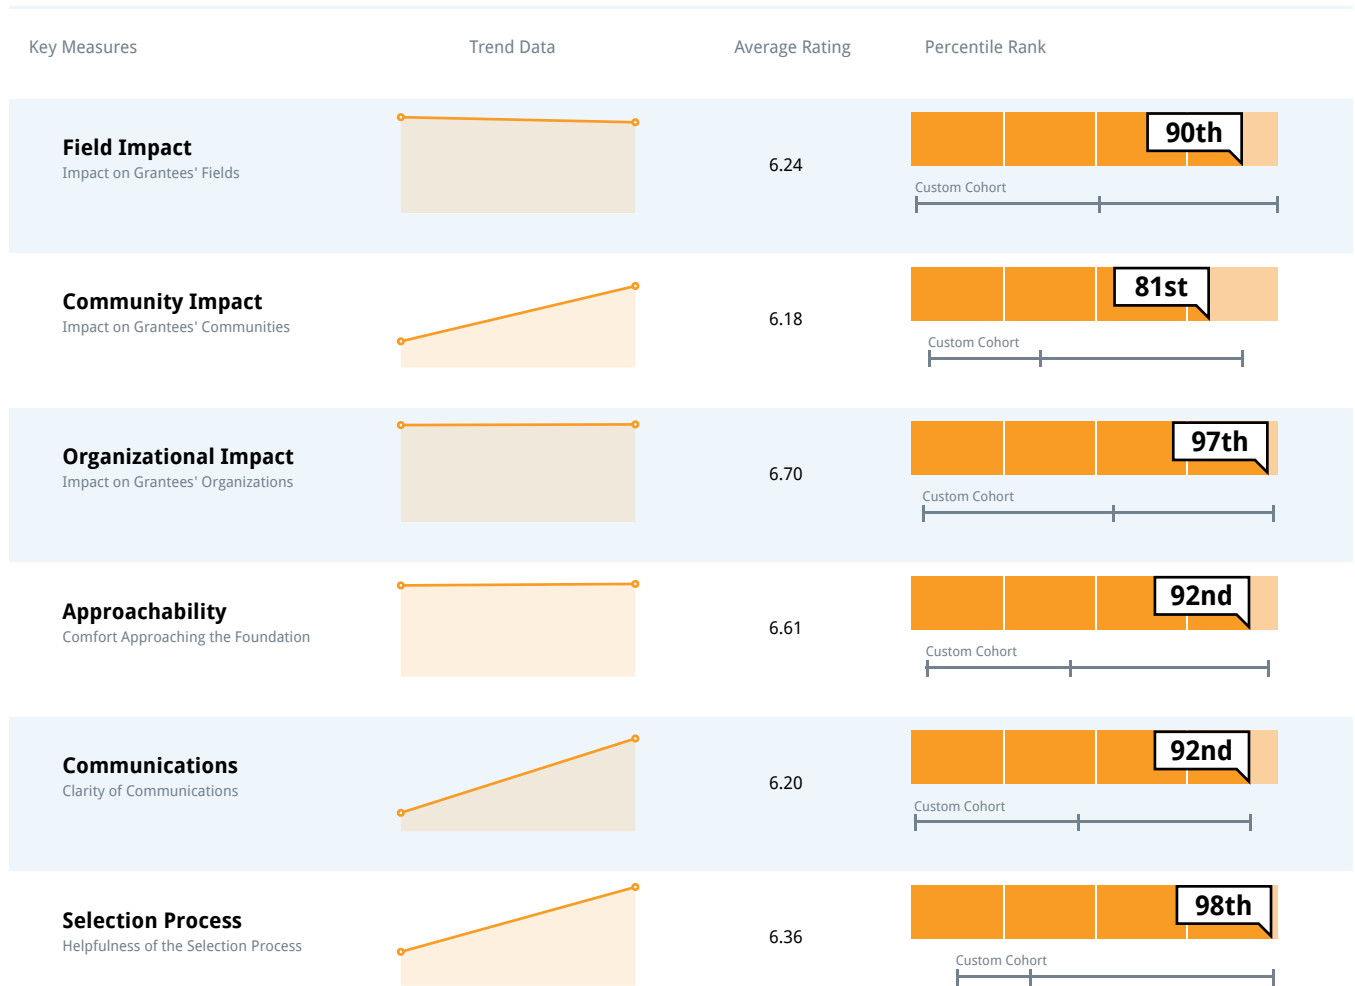 Key Measures Trend Data Average Rating Percentile Rank
Field Impact
Impact on Grantees' Fields
6.24
90th
Custom Cohort
Community Impact
Impact on Grantees' Communities
6.18
81st
Custom Cohort
Organizational Impact
Impact on Grantees' Organizations
6.70
97th
Custom Cohort
Approachability
Comfort Approaching the Foundation
6.61
92nd
Custom Cohort
Communications
Clarity of Communications
6.20
92nd
Custom Cohort
Selection Process
Helpfulness of the Selection Process
6.36
98th
Custom Cohort